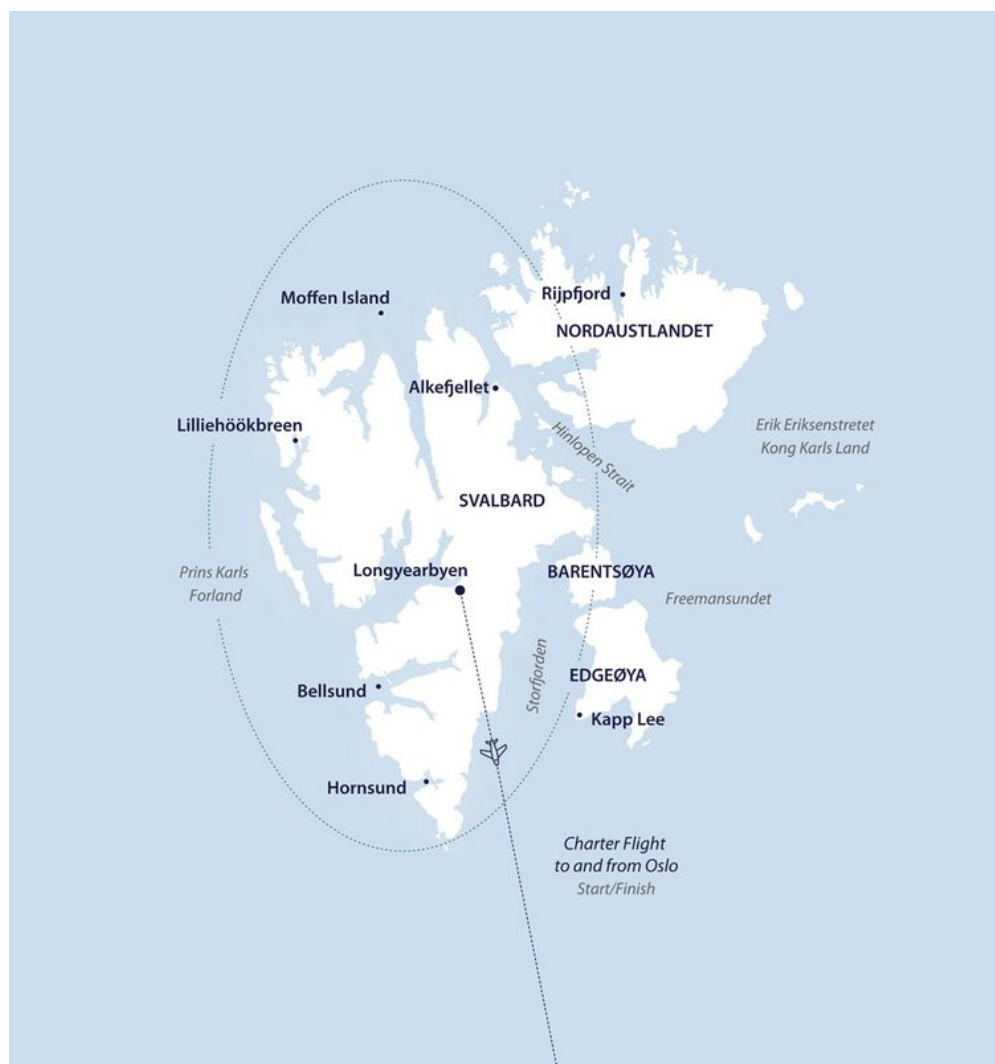 Moffen Island
Rijpfjord
NORDAUSTLANDET
Alkefjellet
Lilliehöökbreen
Hinlopen Strait
Erik Eriksenstretet
Kong Karls Land
SVALBARD
Longyearbyen
BARENTSØYA
Prins Karls
Forland
Freemansundet
Storfjorden
EDGEØYA
Bellsund
Kapp Lee
Hornsund
Charter Flight
to and from Oslo
Start/Finish